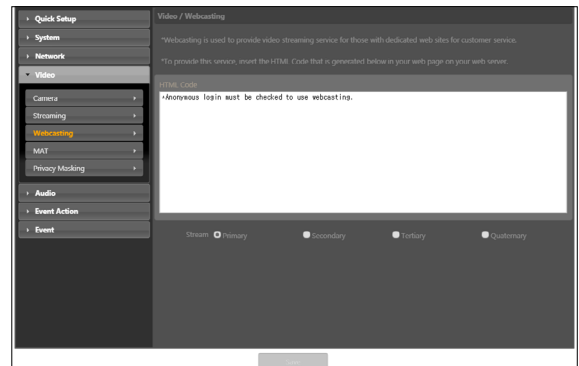 Quick Setup
System
Network
Video
Camera
Streaming
Webcasting
MAT
Privacy Masking
Audio
Event Action
Event
Video / Webcasting
*Webcasting is used to provide video streaming service for those with dedicated web sites for customer service.
*To provide this service, insert the HTML Code that is generated below in your web page on your web server.
HTML Code
*Anonymous login must be checked to use webcasting.
Stream Primary Secondary Tertiary Quaternary